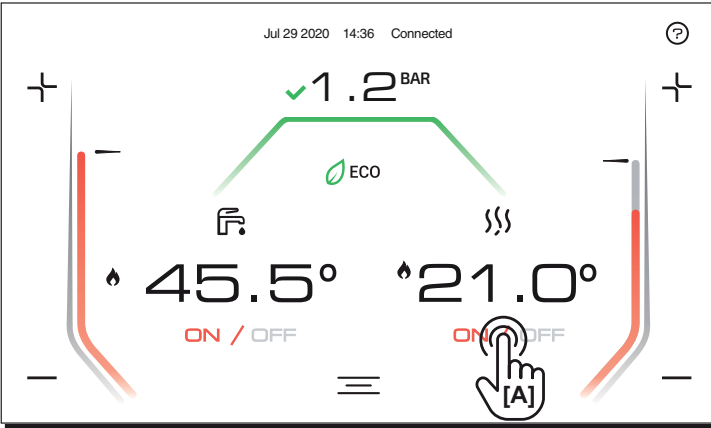 Jul 29 2020 14:36 Connected
?
1.2 BAR
ECO
45.5° 21.0°
ON / OFF ON / OFF
[A]